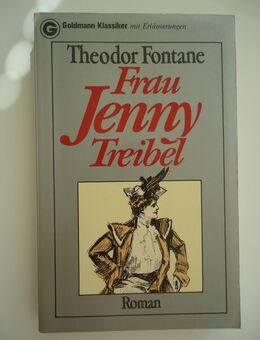 G Goldmann Klassiker mit Erläuterungen
Theodor Fontane
Frau
Jenny
Treibel
Roman